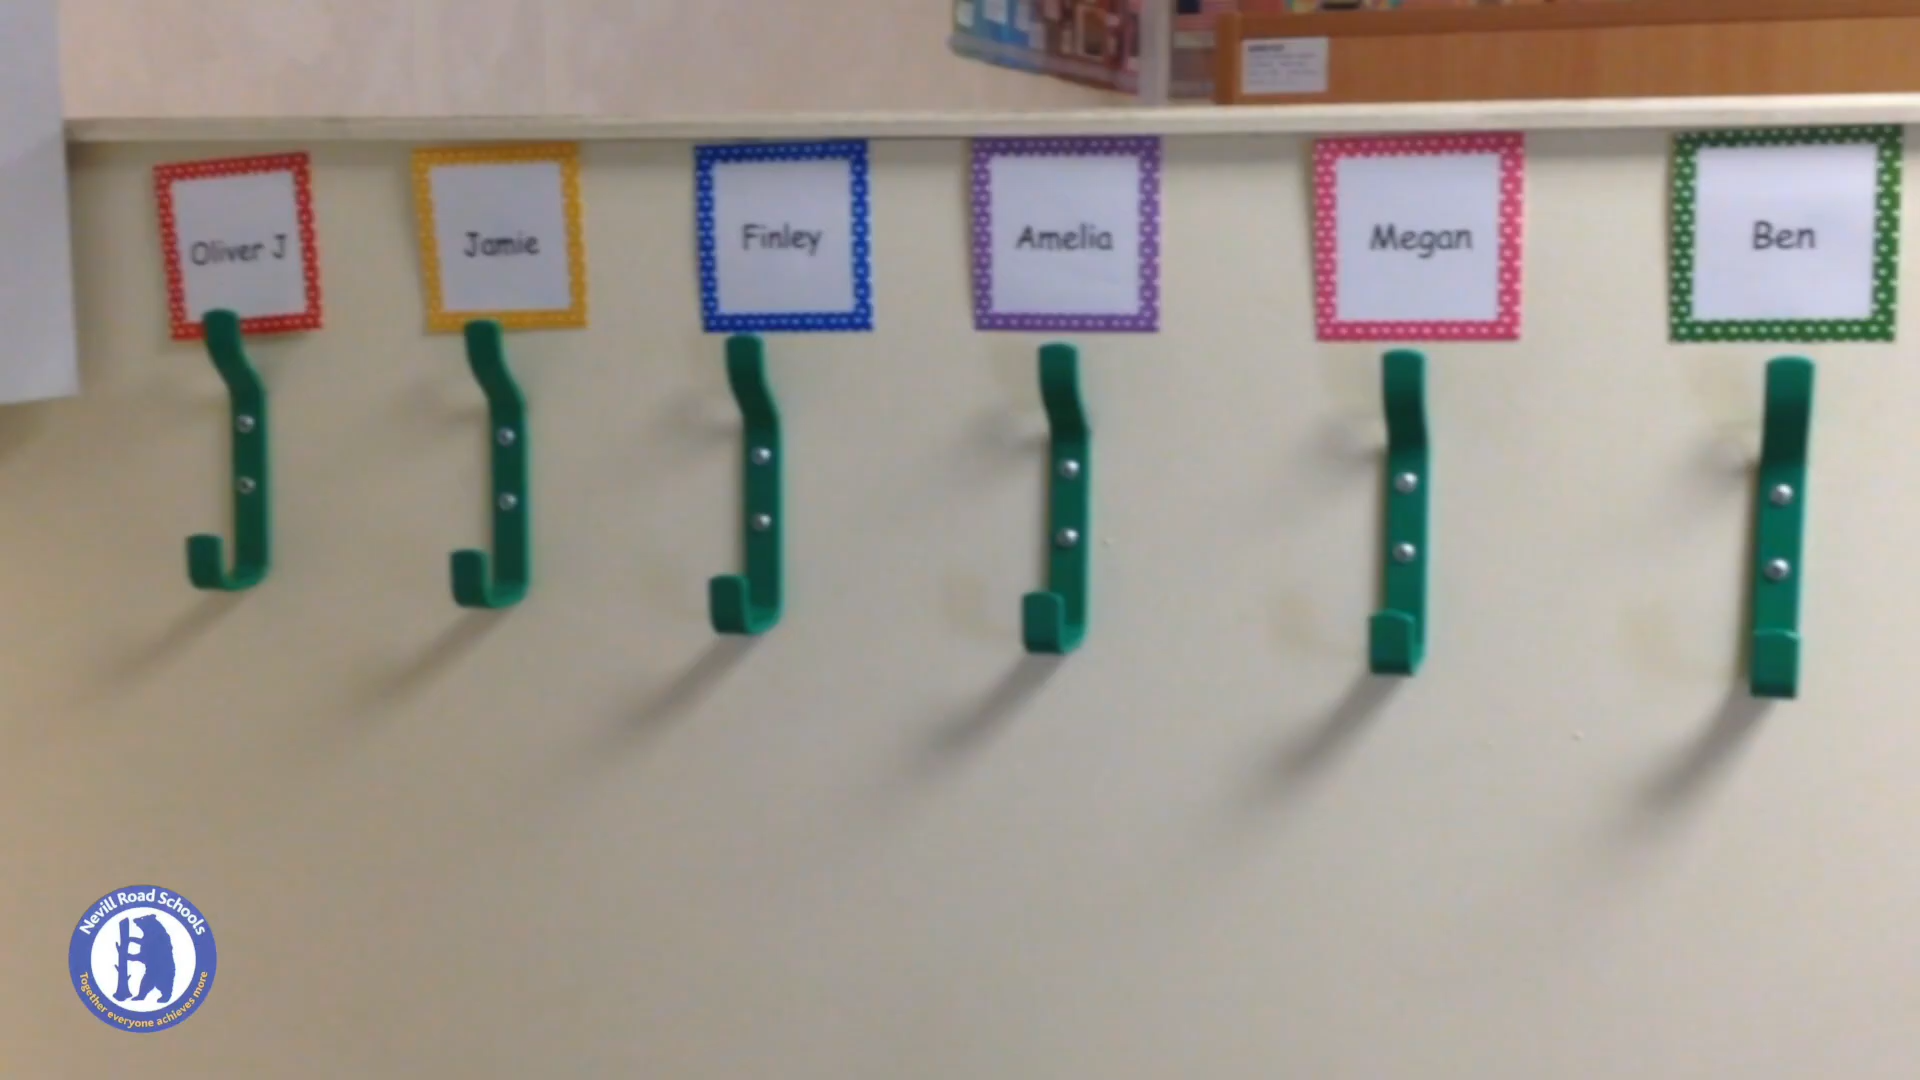 Oliver J
Jamie
Finley
Amelia
Megan
Ben
Nevill Road Schools
Together everyone achieves more